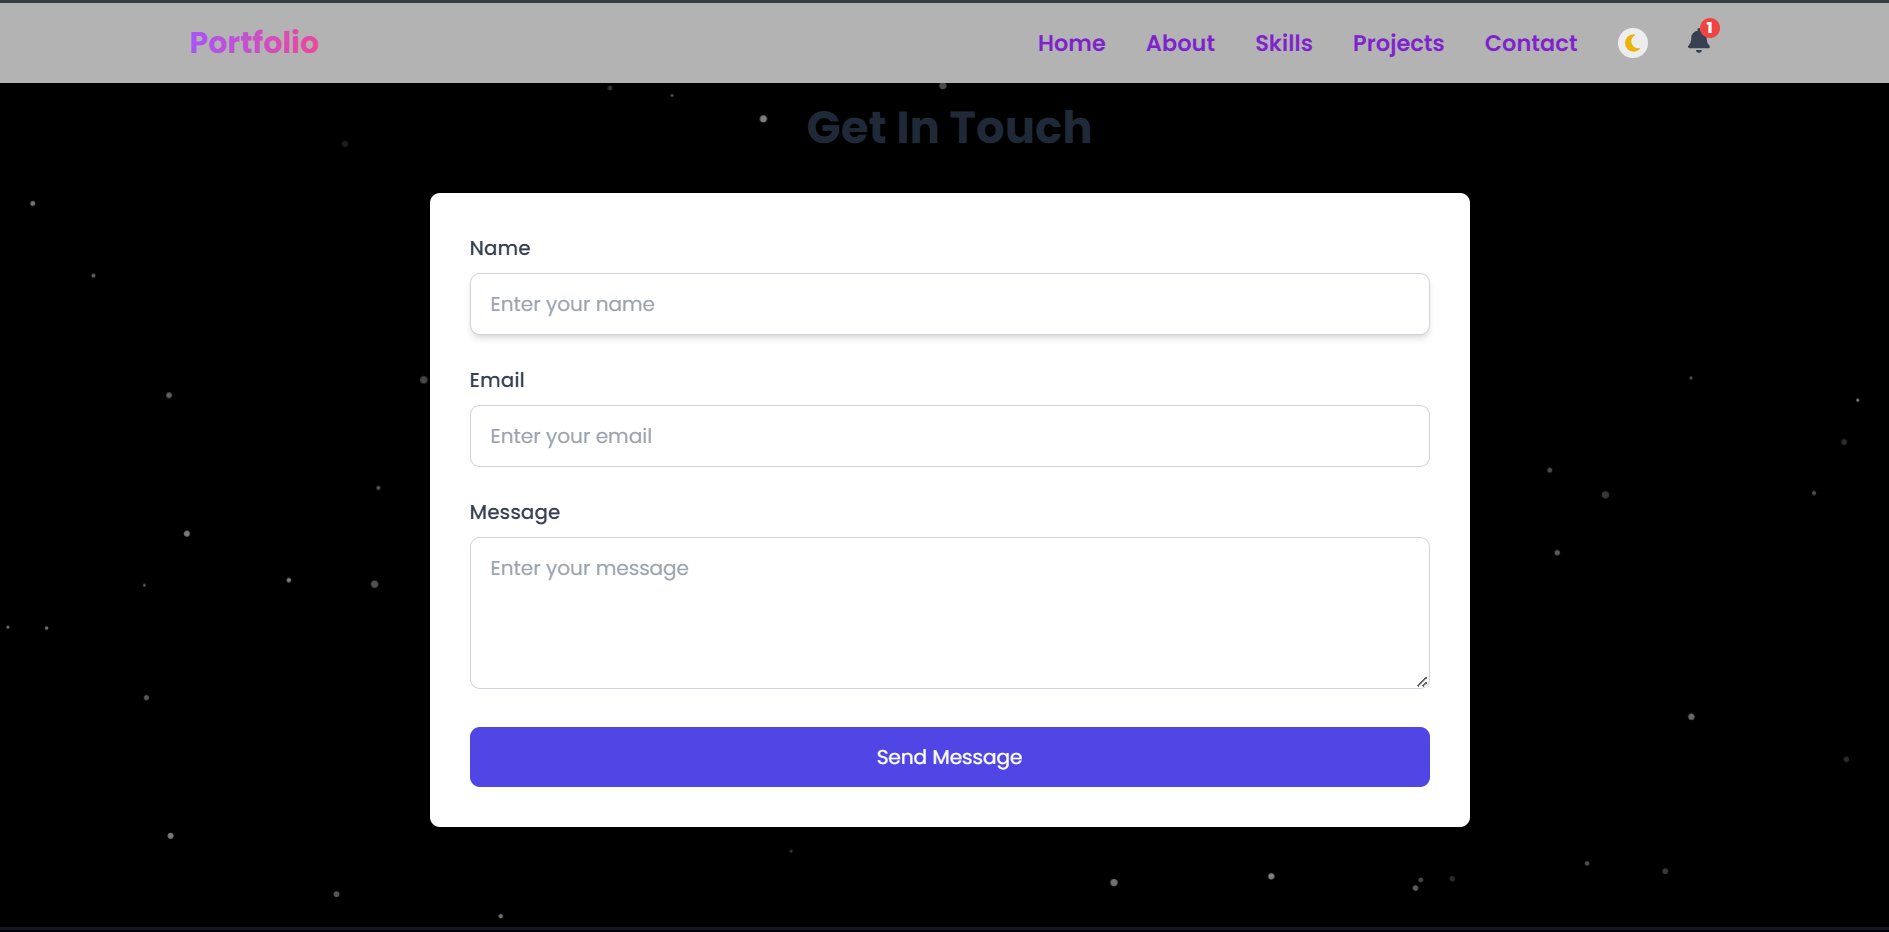 Portfolio
Home About Skills Projects Contact 1
Get In Touch
Name
Enter your name
Email
Enter your email
Message
Enter your message
Send Message